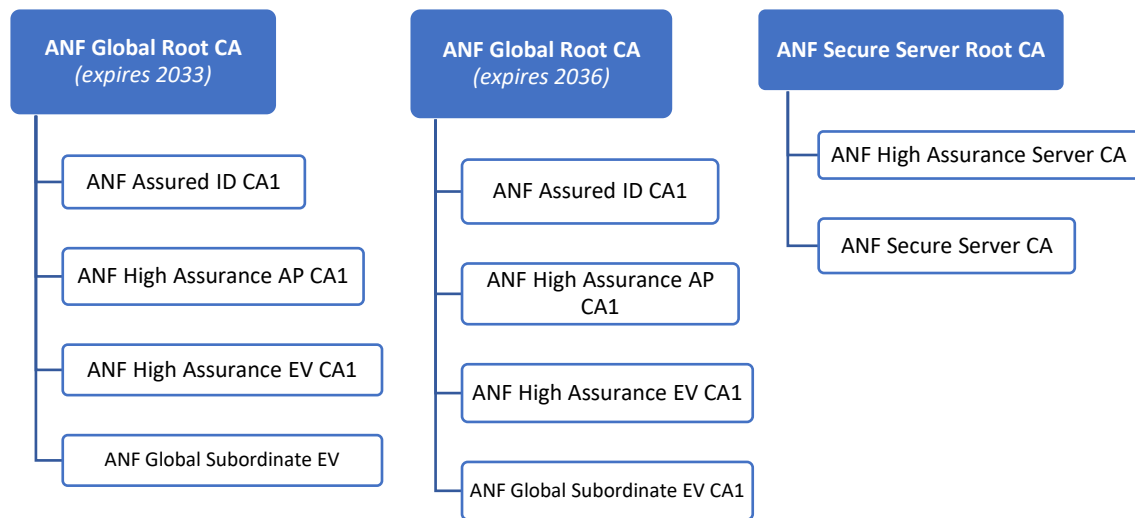 ANF Global Root CA
(expires 2033)
ANF Assured ID CA1
ANF High Assurance AP CA1
ANF High Assurance EV CA1
ANF Global Subordinate EV
ANF Global Root CA
(expires 2036)
ANF Assured ID CA1
ANF High Assurance AP
CA1
ANF High Assurance EV CA1
ANF Global Subordinate EV CA1
ANF Secure Server Root CA
ANF High Assurance Server CA
ANF Secure Server CA